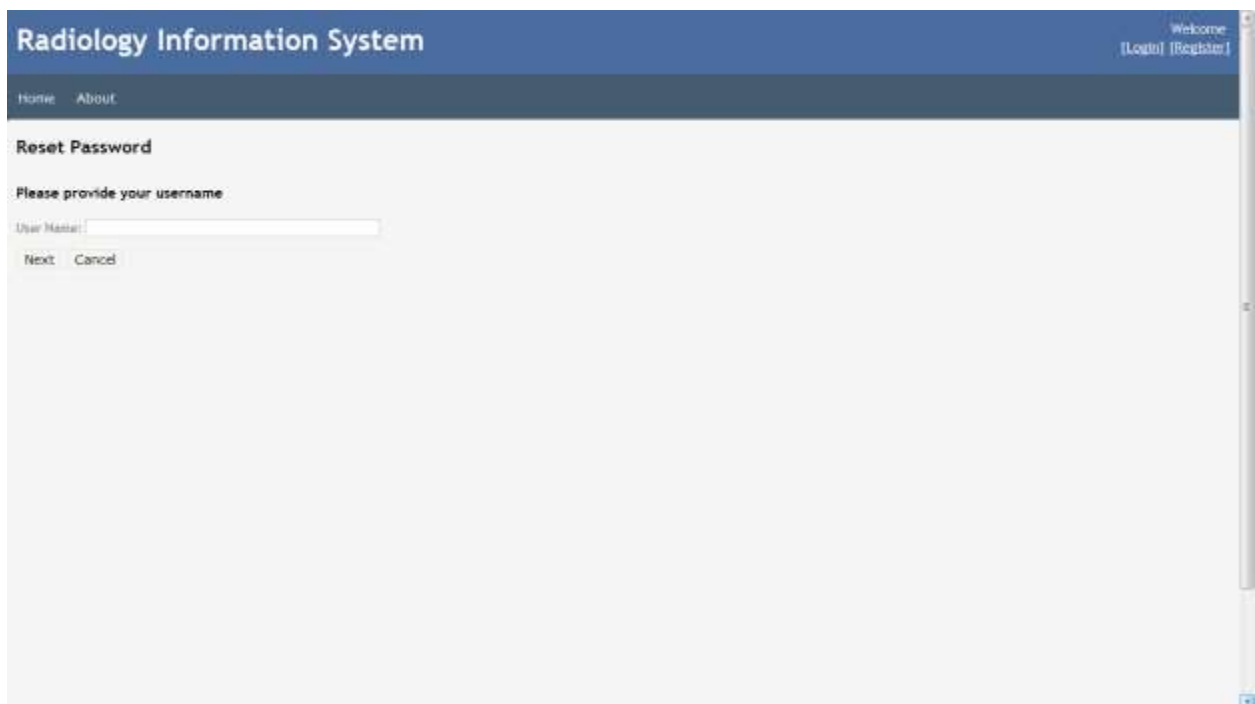 Radiology Information System
Welcome
[Login] [Register]
Home About
Reset Password
Please provide your username
User Name:
Next Cancel